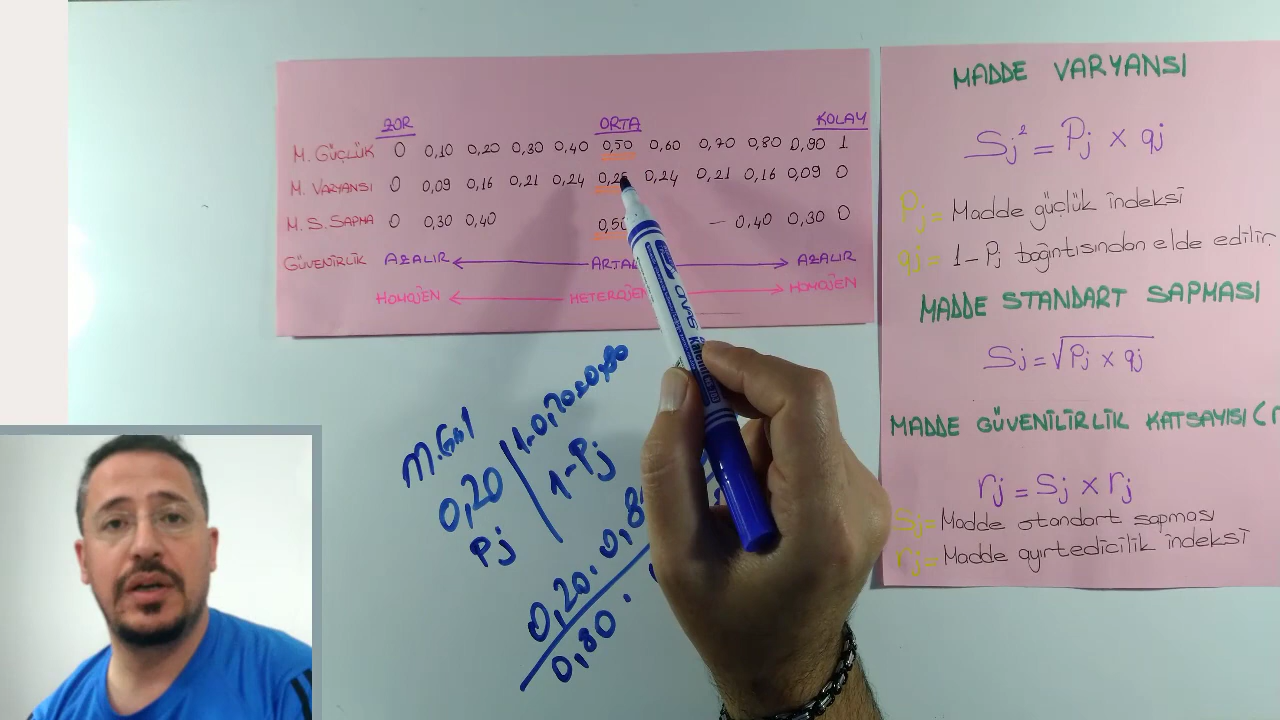 ZOR ORTA KOLAY
M. GÜÇLÜK 0 0,10 0,20 0,30 0,40 0,50 0,60 0,70 0,80 0,90 1
M. VARYANSI 0 0,09 0,16 0,21 0,24 0,25 0,24 0,21 0,16 0,09 0
M. S. SAPMA 0 0,30 0,40 0,50 — 0,40 0,30 0
GÜVENİRLİK AZALIR ARTAR AZALIR
HOMOJEN HETEROJEN HOMOJEN
MADDE VARYANSI
Sj² = Pj x qj
Pj = Madde güçlük indeksi
qj = 1-Pj bağıntısından elde edilir.
MADDE STANDART SAPMASI
Sj = √Pj x qj
MADDE GÜVENİLİRLİK KATSAYISI (r
rj = Sj x rj
Sj = Madde standart sapması
rj = Madde ayırtedicilik indeksi
0,20
Pj
1-Pj
0,20.
0,80.